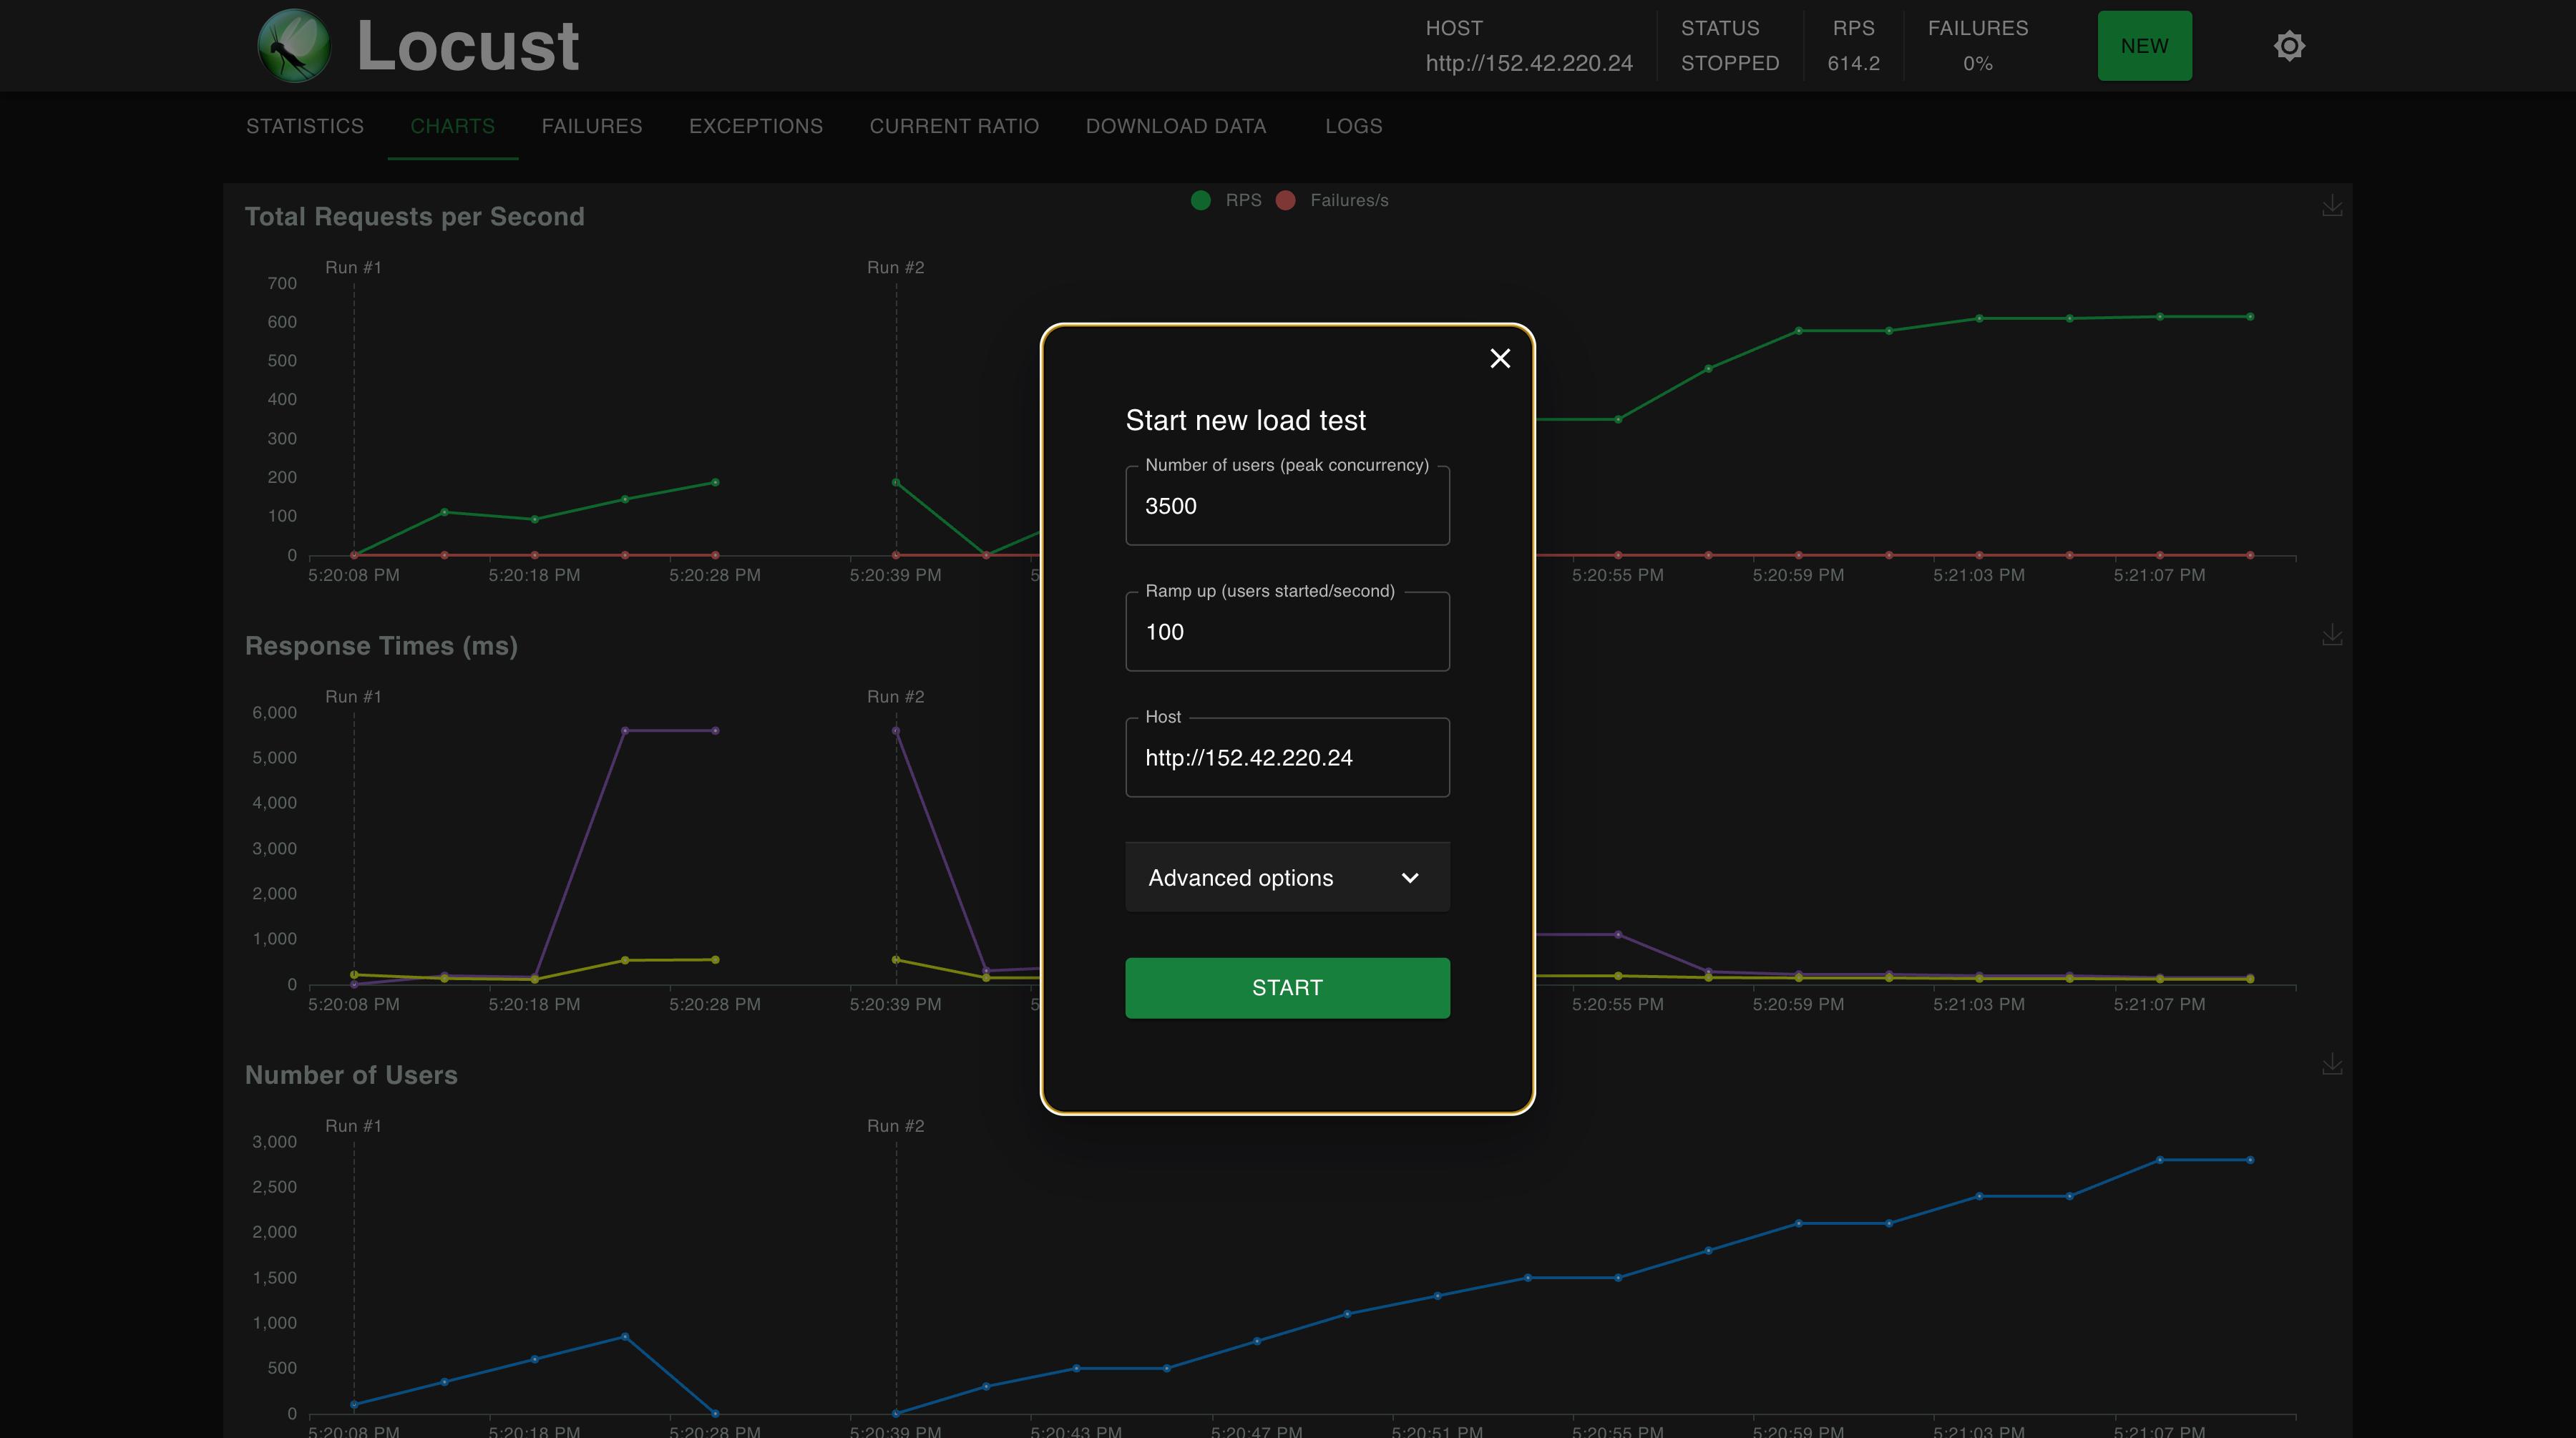 Locust
HOST
http://152.42.220.24
STATUS
STOPPED
RPS
614.2
FAILURES
0%
NEW
STATISTICS
CHARTS
FAILURES
EXCEPTIONS
CURRENT RATIO
DOWNLOAD DATA
LOGS
Total Requests per Second
RPS
Failures/s
Run #1
Run #2
700
600
500
400
300
200
100
0
5:20:08 PM
5:20:18 PM
5:20:28 PM
5:20:39 PM
5:20:55 PM
5:20:59 PM
5:21:03 PM
5:21:07 PM
Start new load test
Number of users (peak concurrency)
3500
Ramp up (users started/second)
100
Host
http://152.42.220.24
Advanced options
START
Response Times (ms)
Run #1
Run #2
6,000
5,000
4,000
3,000
2,000
1,000
0
5:20:08 PM
5:20:18 PM
5:20:28 PM
5:20:39 PM
5:20:55 PM
5:20:59 PM
5:21:03 PM
5:21:07 PM
Number of Users
Run #1
Run #2
3,000
2,500
2,000
1,500
1,000
500
0
5:20:08 PM
5:20:18 PM
5:20:28 PM
5:20:39 PM
5:20:43 PM
5:20:47 PM
5:20:51 PM
5:20:55 PM
5:20:59 PM
5:21:03 PM
5:21:07 PM